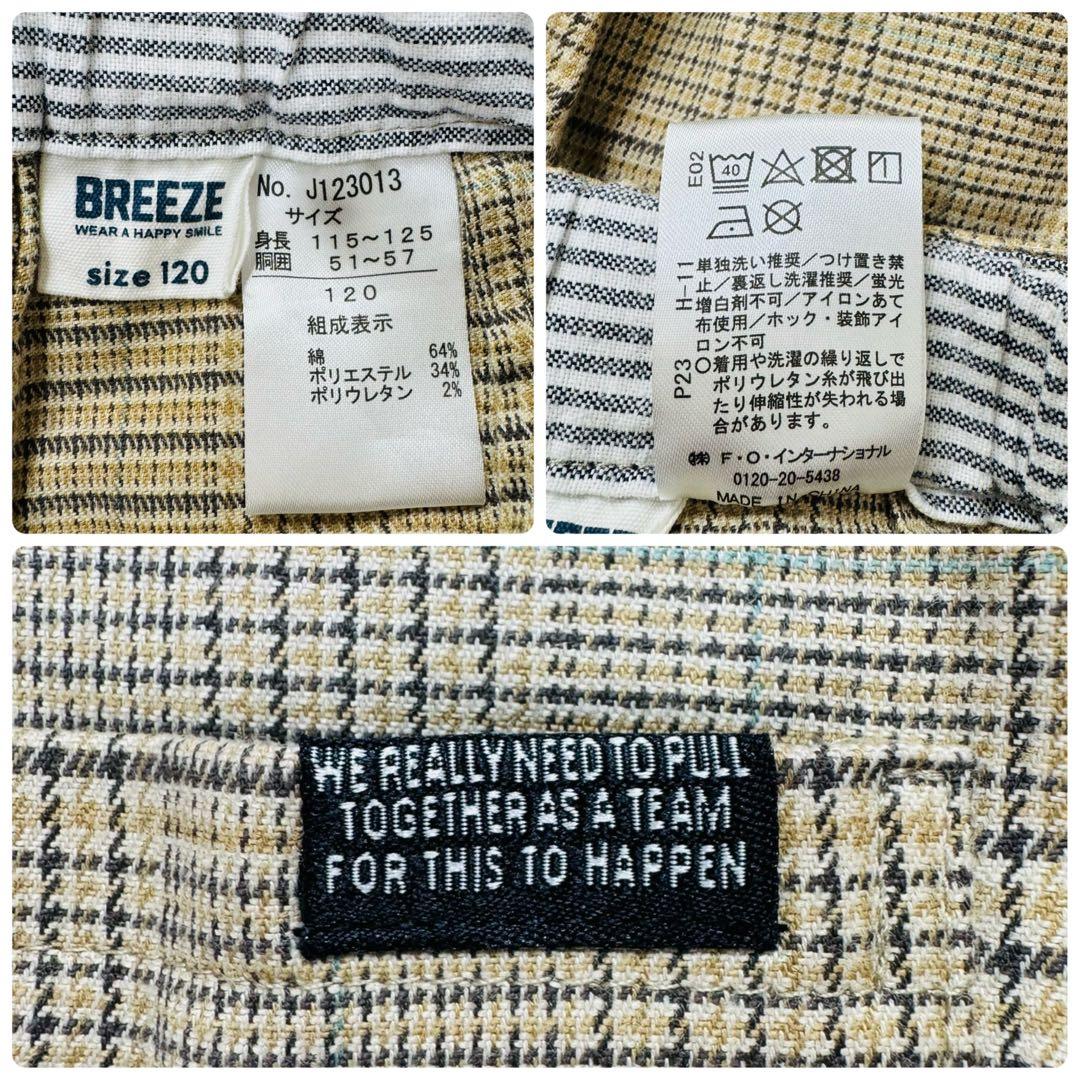 BREEZE
WEAR A HAPPY SMILE
size 120
No. J123013
サイズ
身長 115～125
胴囲 51～57
120
組成表示
綿 64%
ポリエステル 34%
ポリウレタン 2%
E02
40
1
H-11
P23
単独洗い推奨／つけ置き禁
止／裏返し洗濯推奨／蛍光
増白剤不可／アイロンあて
布使用／ホック・装飾アイ
ロン不可
○着用や洗濯の繰り返しで
ポリウレタン糸が飛び出
たり伸縮性が失われる場
合があります。
㈱ F・O・インターナショナル
0120-20-5438
MADE IN CHINA
WE REALLY NEED TO PULL
TOGETHER AS A TEAM
FOR THIS TO HAPPEN